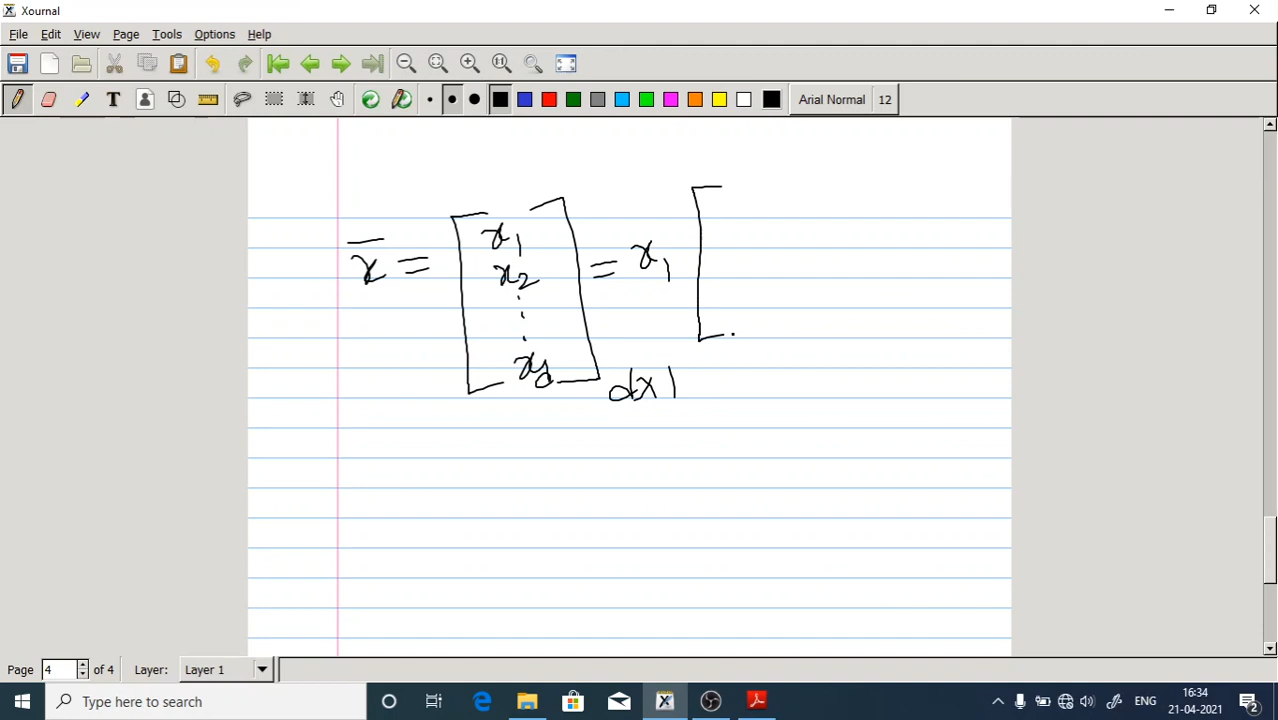 Xournal
File Edit View Page Tools Options Help
Arial Normal 12
x̄ = [ x1 ] = x1 [
x2
⋮
xd
d×1
Page 4 of 4 Layer: Layer 1
Type here to search
ENG
16:34
21-04-2021
2